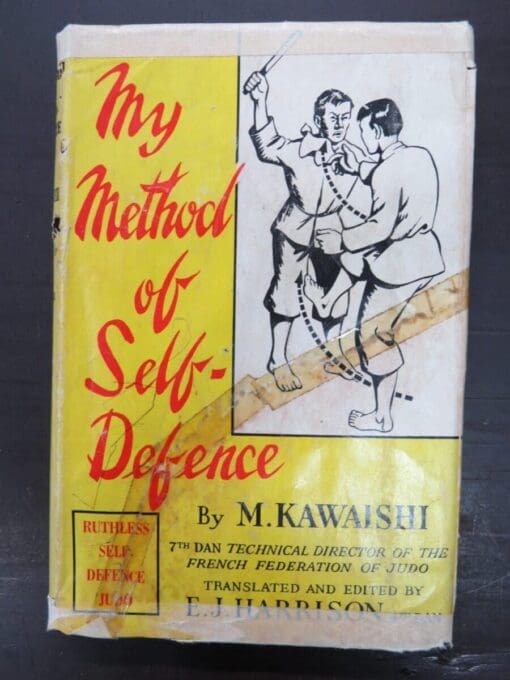 My
Method
of
Self-
Defence
By M. KAWAISHI
7TH DAN TECHNICAL DIRECTOR OF THE
FRENCH FEDERATION OF JUDO
TRANSLATED AND EDITED BY
E. J. HARRISON DAN
RUTHLESS
SELF-
DEFENCE
JUDO